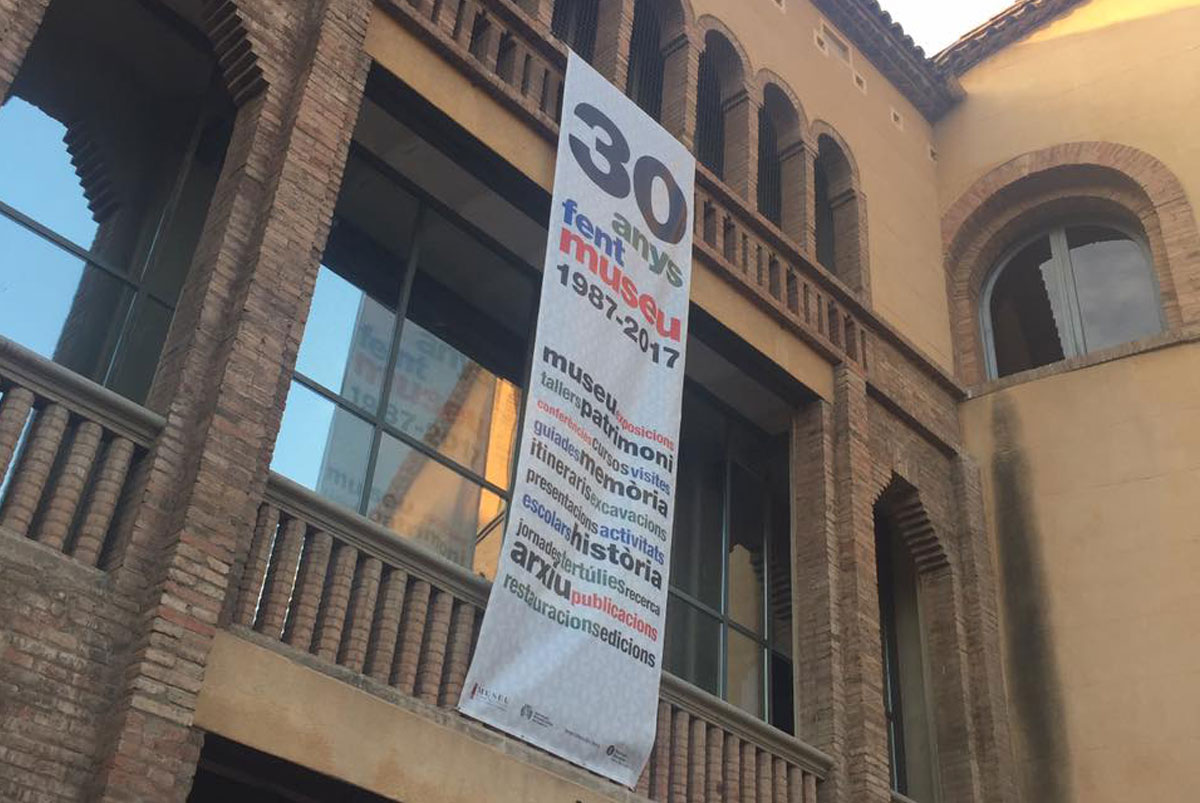 30
anys
fent
museu
1987-2017
museu exposicions
tallers patrimoni
conferències cursos visites
guiades memòria
itineraris excavacions
presentacions activitats
escolars història
jornades tertúlies recerca
arxiu publicacions
restauracions edicions
MUSEU